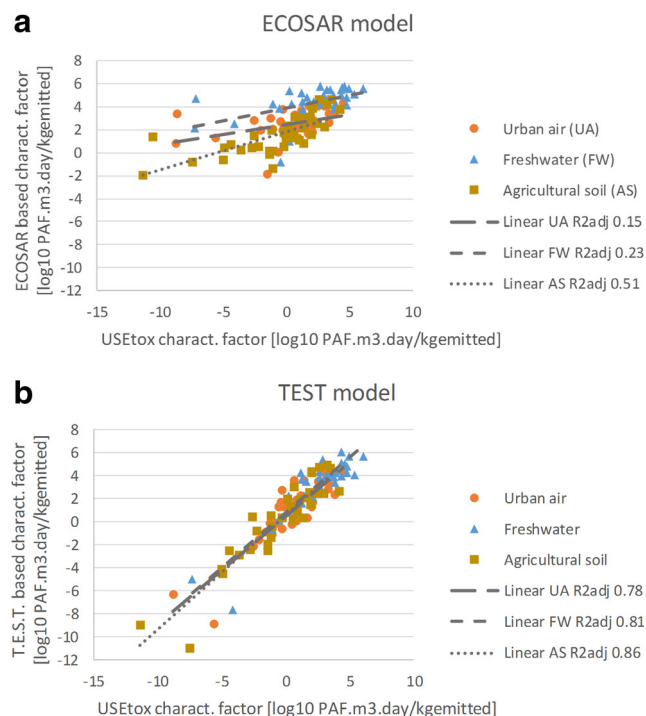 a
ECOSAR model
ECOSAR based charact. factor
[log10 PAF.m3.day/kgemitted]
8
6
4
2
0
-2
-4
-6
-8
-10
-12
-15
-10
-5
0
5
10
USEtox charact. factor [log10 PAF.m3.day/kgemitted]
Urban air (UA)
Freshwater (FW)
Agricultural soil (AS)
Linear UA R2adj 0.15
Linear FW R2adj 0.23
Linear AS R2adj 0.51
b
TEST model
T.E.S.T. based charact. factor
[log10 PAF.m3.day/kgemitted]
8
6
4
2
0
-2
-4
-6
-8
-10
-12
-15
-10
-5
0
5
10
USEtox charact. factor [log10 PAF.m3.day/kgemitted]
Urban air
Freshwater
Agricultural soil
Linear UA R2adj 0.78
Linear FW R2adj 0.81
Linear AS R2adj 0.86